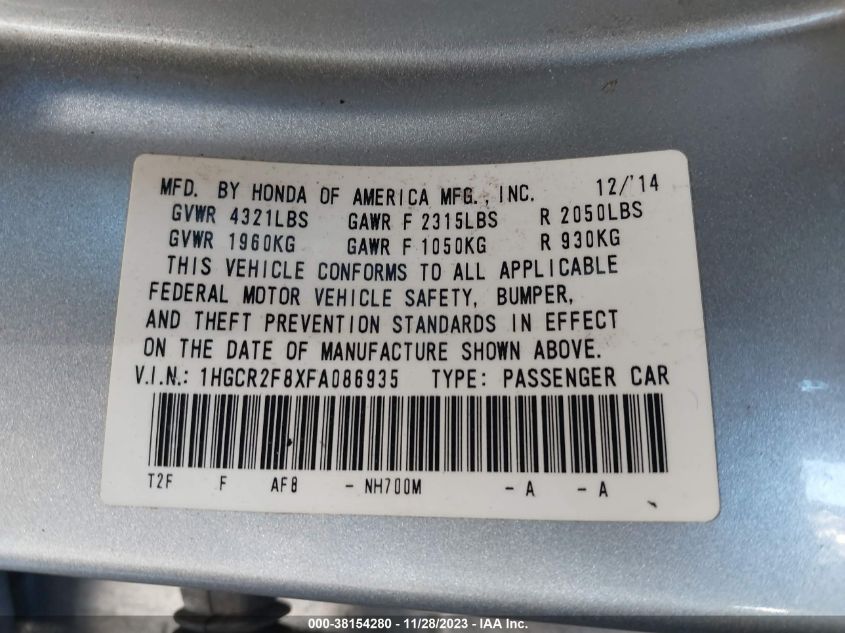 MFD. BY HONDA OF AMERICA MFG., INC. 12/'14
GVWR 4321LBS GAWR F 2315LBS R 2050LBS
GVWR 1960KG GAWR F 1050KG R 930KG
THIS VEHICLE CONFORMS TO ALL APPLICABLE
FEDERAL MOTOR VEHICLE SAFETY, BUMPER,
AND THEFT PREVENTION STANDARDS IN EFFECT
ON THE DATE OF MANUFACTURE SHOWN ABOVE.
V.I.N.: 1HGCR2F8XFA086935 TYPE: PASSENGER CAR
T2F F AF8 - NH700M - A - A
000-38154280 - 11/28/2023 - IAA Inc.